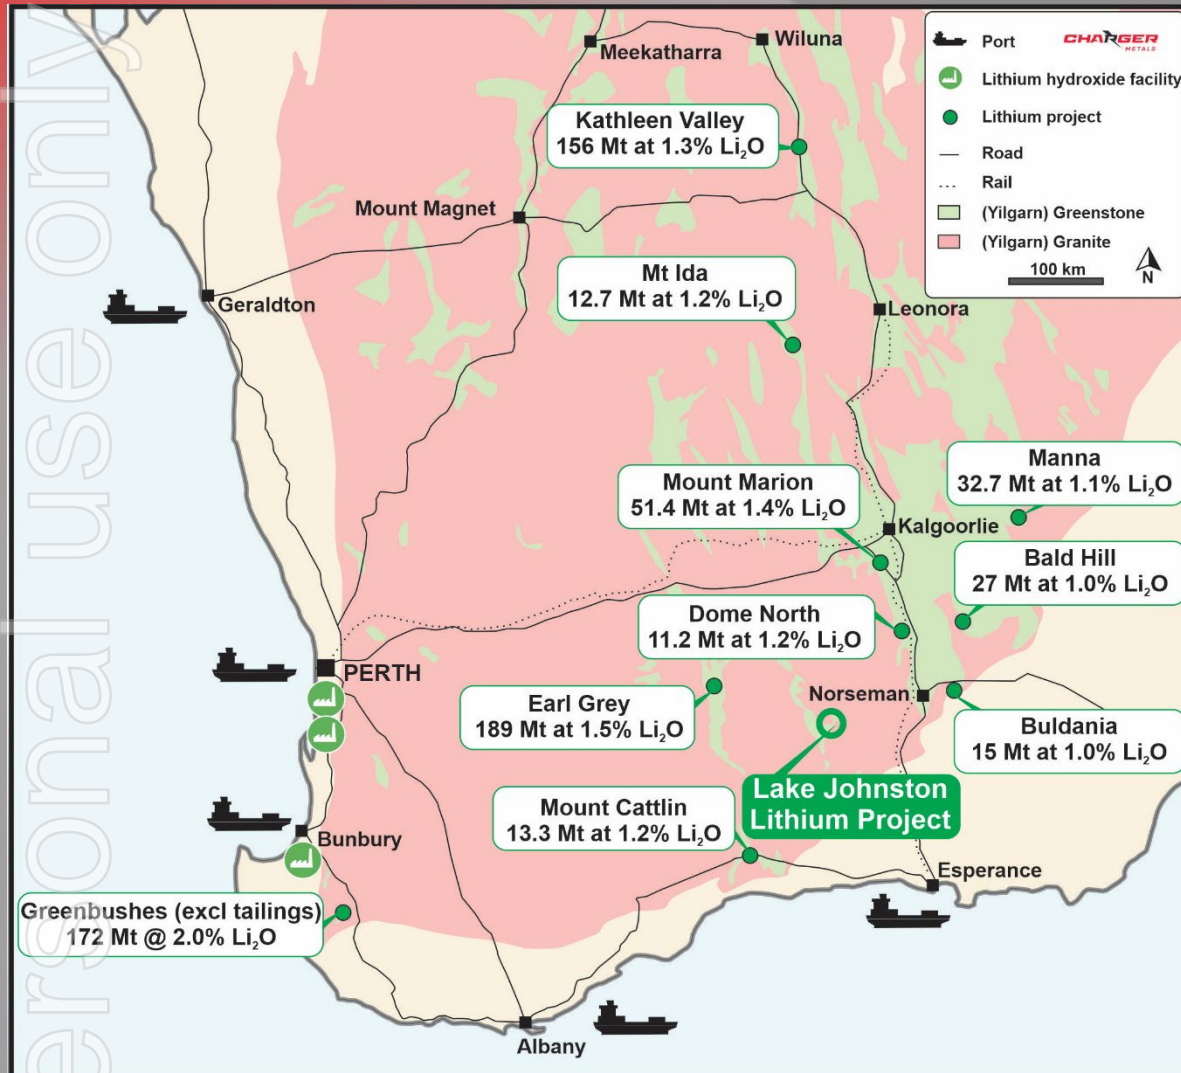 ersonal use only
Meekatharra
Wiluna
Port
CHARGER
METALS
Lithium hydroxide facility
Lithium project
Road
Rail
(Yilgarn) Greenstone
(Yilgarn) Granite
100 km
N
Kathleen Valley
156 Mt at 1.3% Li₂O
Mount Magnet
Mt Ida
12.7 Mt at 1.2% Li₂O
Geraldton
Leonora
Manna
32.7 Mt at 1.1% Li₂O
Mount Marion
51.4 Mt at 1.4% Li₂O
Kalgoorlie
Bald Hill
27 Mt at 1.0% Li₂O
Dome North
11.2 Mt at 1.2% Li₂O
PERTH
Earl Grey
189 Mt at 1.5% Li₂O
Norseman
Buldania
15 Mt at 1.0% Li₂O
Lake Johnston
Lithium Project
Mount Cattlin
13.3 Mt at 1.2% Li₂O
Bunbury
Esperance
Greenbushes (excl tailings)
172 Mt @ 2.0% Li₂O
Albany